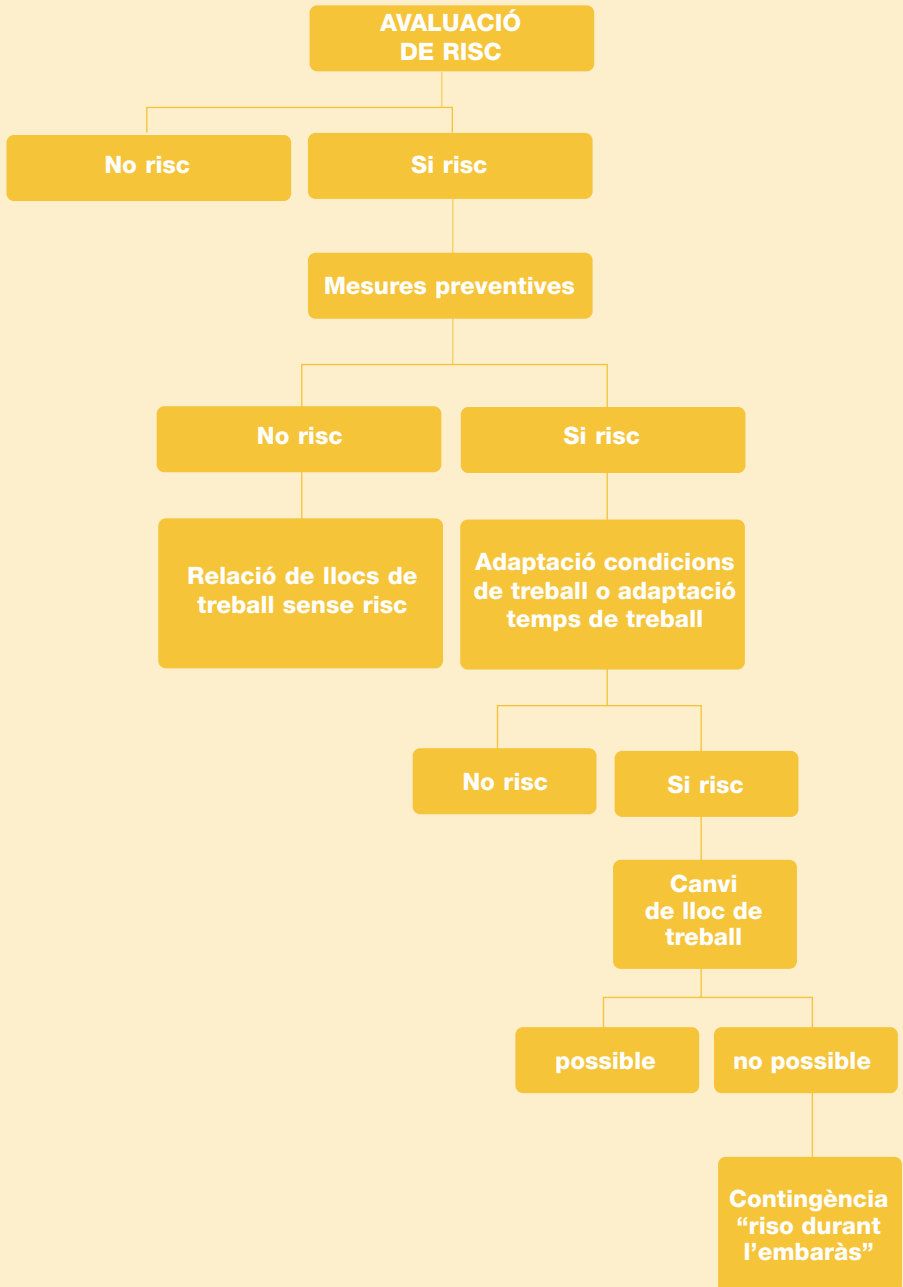 AVALUACIÓ
DE RISC
No risc
Si risc
Mesures preventives
No risc
Si risc
Relació de llocs de
treball sense risc
Adaptació condicions
de treball o adaptació
temps de treball
No risc
Si risc
Canvi
de lloc de
treball
possible
no possible
Contingència
“riso durant
l’embaràs”